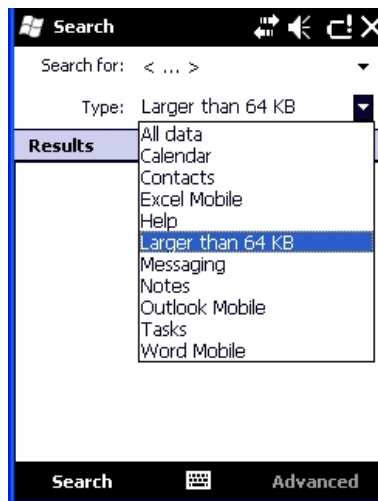 Search
Search for: < ... >
Type: Larger than 64 KB
Results
All data
Calendar
Contacts
Excel Mobile
Help
Larger than 64 KB
Messaging
Notes
Outlook Mobile
Tasks
Word Mobile
Search Advanced